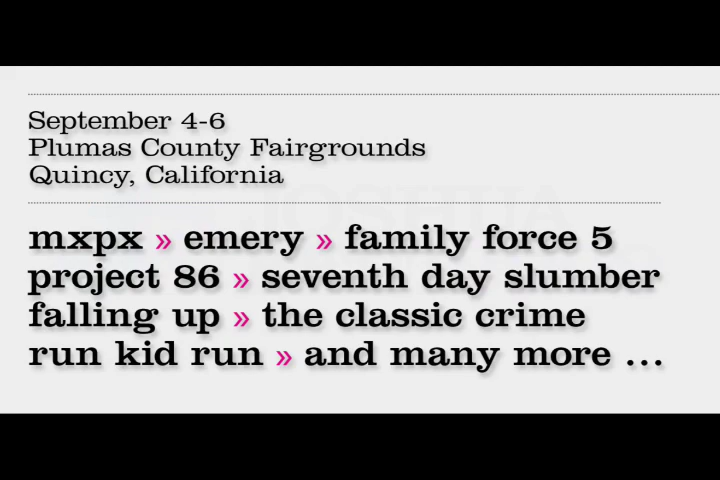 September 4-6
Plumas County Fairgrounds
Quincy, California
mxpx » emery » family force 5
project 86 » seventh day slumber
falling up » the classic crime
run kid run » and many more ...